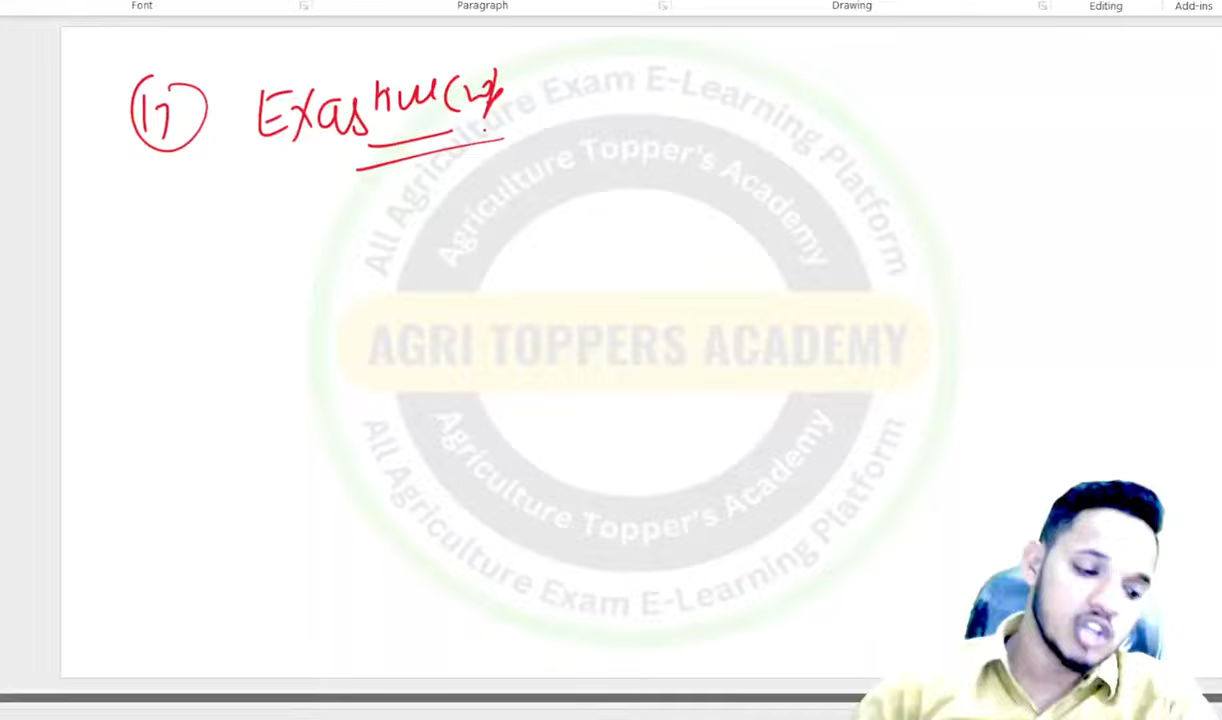 Font Paragraph Drawing Editing Add-ins
17
All Agriculture Exam E-Learning Platform
Agriculture Topper's Academy
AGRI TOPPERS ACADEMY
Agriculture Topper's Academy
All Agriculture Exam E-Learning Platform